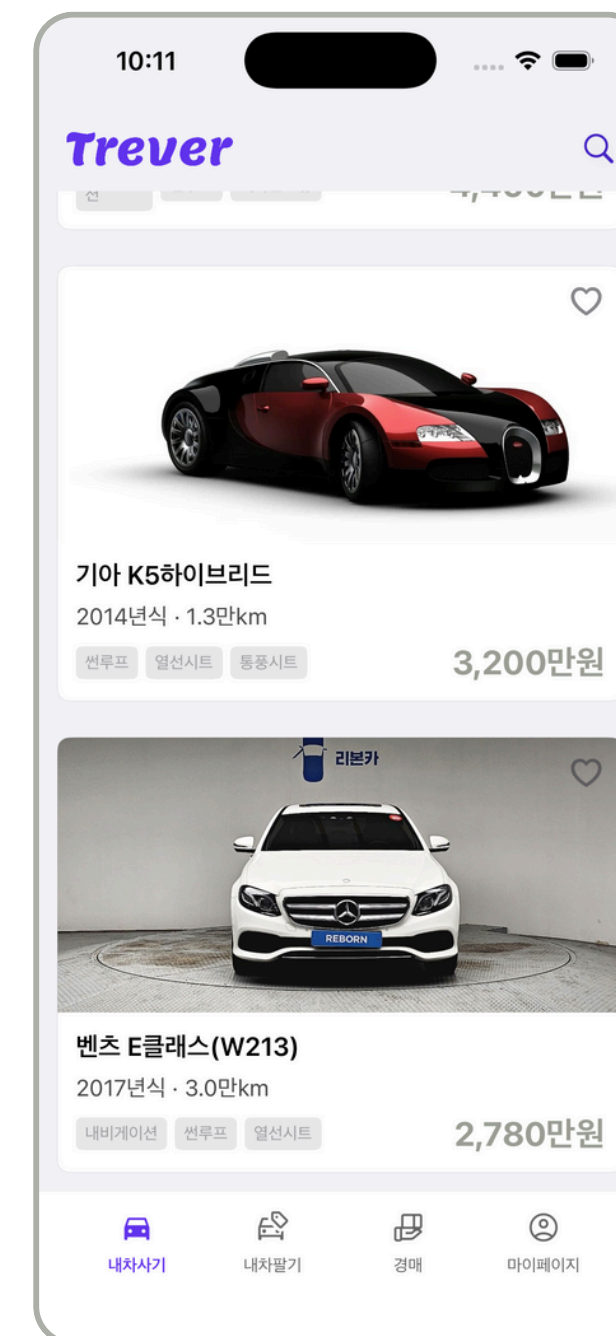 10:11
Trever
전
기아 K5하이브리드
2014년식 · 1.3만km
썬루프 열선시트 통풍시트
3,200만원
리본카
REBORN
벤츠 E클래스(W213)
2017년식 · 3.0만km
내비게이션 썬루프 열선시트
2,780만원
내차사기 내차팔기 경매 마이페이지